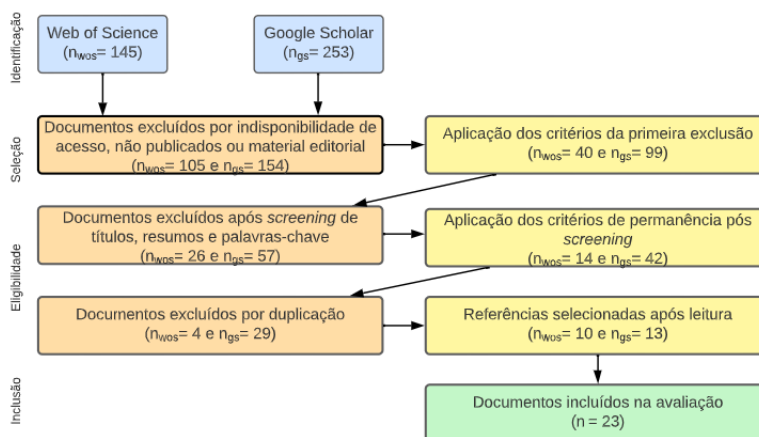 Identificação
Web of Science
(nwos= 145)
Google Scholar
(ngs= 253)
Seleção
Documentos excluídos por indisponibilidade de
acesso, não publicados ou material editorial
(nwos= 105 e ngs= 154)
Aplicação dos critérios da primeira exclusão
(nwos= 40 e ngs= 99)
Eligibilidade
Documentos excluídos após screening de
títulos, resumos e palavras-chave
(nwos= 26 e ngs= 57)
Aplicação dos critérios de permanência pós
screening
(nwos= 14 e ngs= 42)
Documentos excluídos por duplicação
(nwos= 4 e ngs= 29)
Referências selecionadas após leitura
(nwos= 10 e ngs= 13)
Inclusão
Documentos incluídos na avaliação
(n = 23)